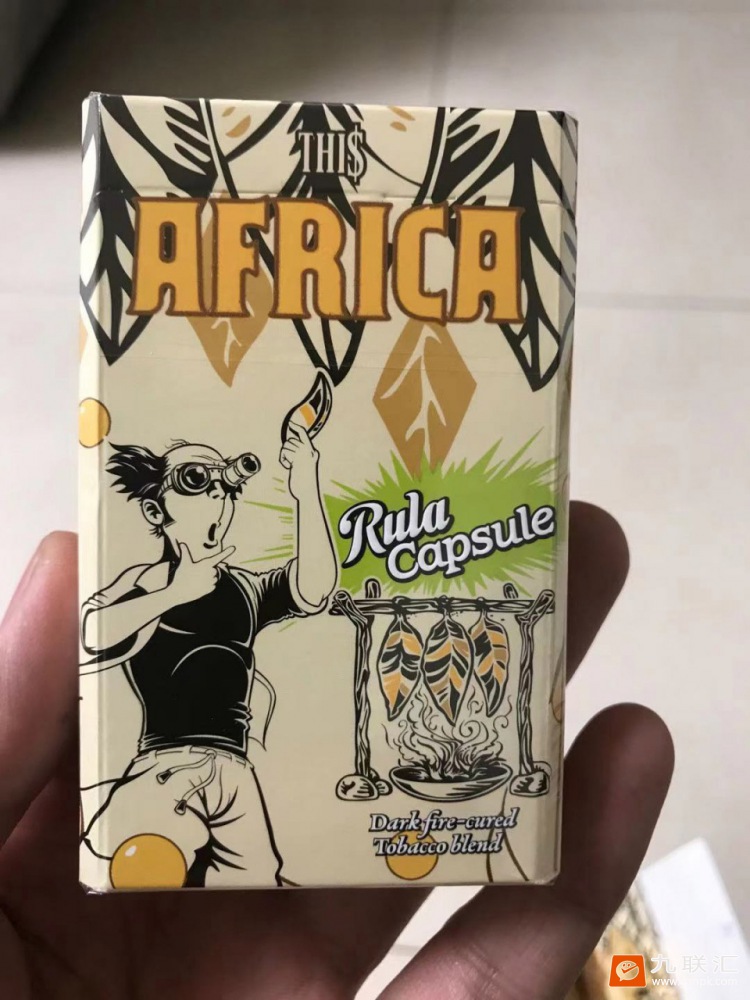 THI$
AFRICA
Rula
Capsule
Dark fire-cured
Tobacco blend
九联汇